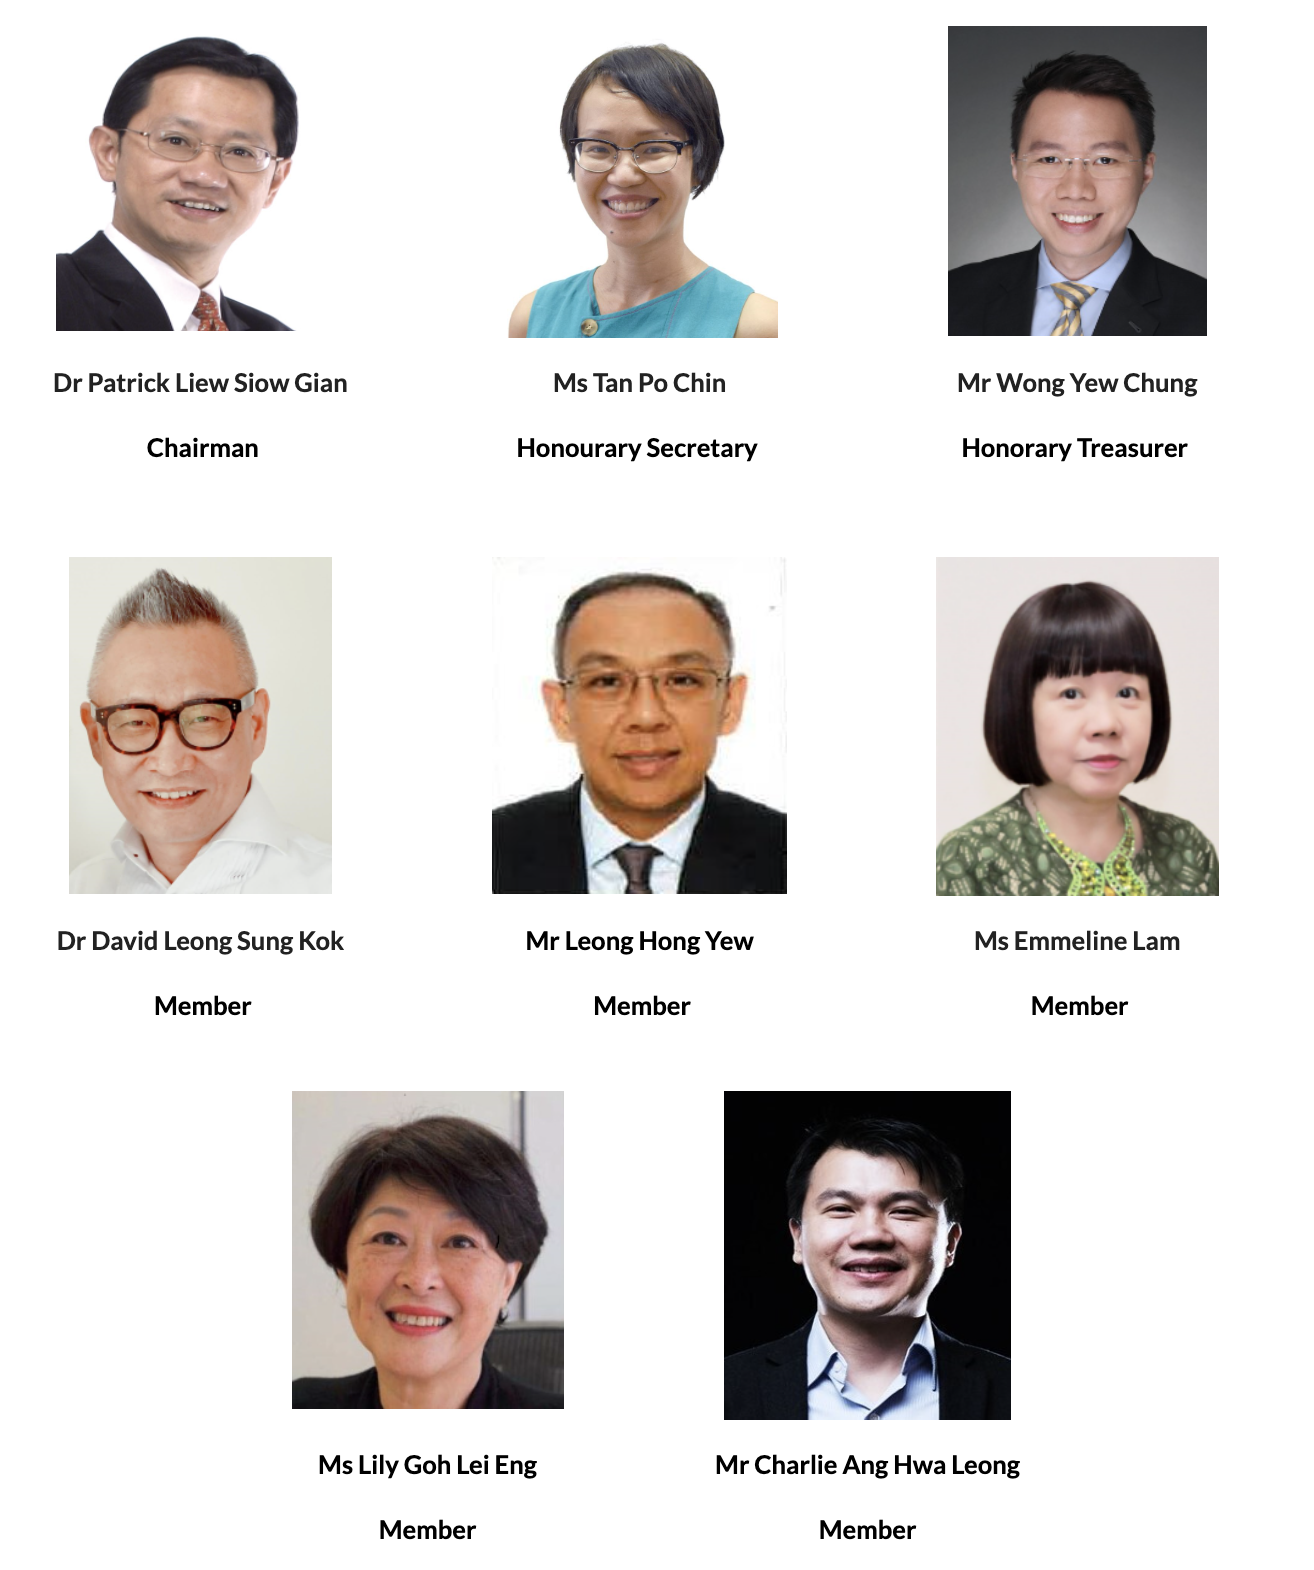 Dr Patrick Liew Siow Gian
Ms Tan Po Chin
Mr Wong Yew Chung
Chairman
Honourary Secretary
Honorary Treasurer
Dr David Leong Sung Kok
Mr Leong Hong Yew
Ms Emmeline Lam
Member
Member
Member
Ms Lily Goh Lei Eng
Mr Charlie Ang Hwa Leong
Member
Member